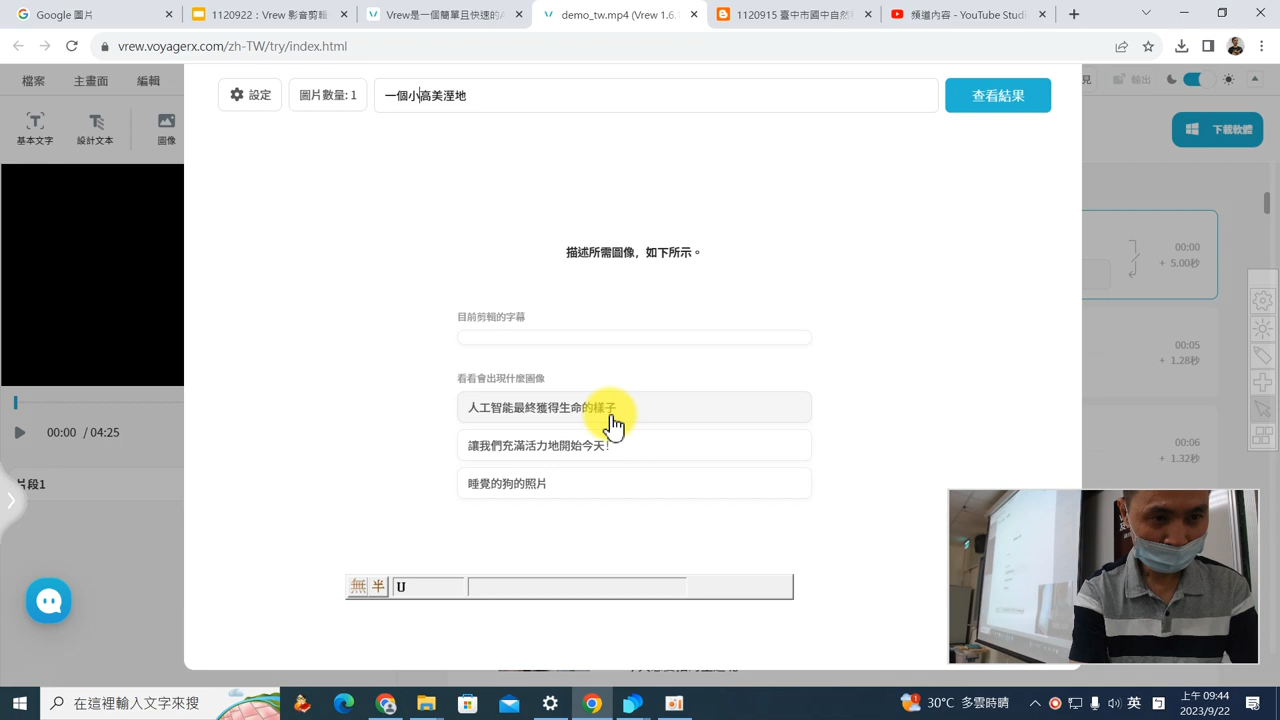 Google 圖片
1120922：Vrew 影音剪輯
Vrew是一個簡單且快速的A
demo_tw.mp4 (Vrew 1.6.
1120915 臺中市國中自然
頻道內容 - YouTube Studi
vrew.voyagerx.com/zh-TW/try/index.html
檔案 主畫面 編輯
見 輸出
設定
圖片數量: 1
一個小高美溼地
查看結果
基本文字 設計文本 圖像
下載軟體
描述所需圖像，如下所示。
目前剪輯的字幕
看看會出現什麼圖像
人工智能最終獲得生命的樣子
讓我們充滿活力地開始今天!
睡覺的狗的照片
00:00
+ 5.00秒
00:05
+ 1.28秒
00:06
+ 1.32秒
00:00 / 04:25
片段1
無 半 U
在這裡輸入文字來搜
30°C 多雲時晴
英
上午 09:44
2023/9/22